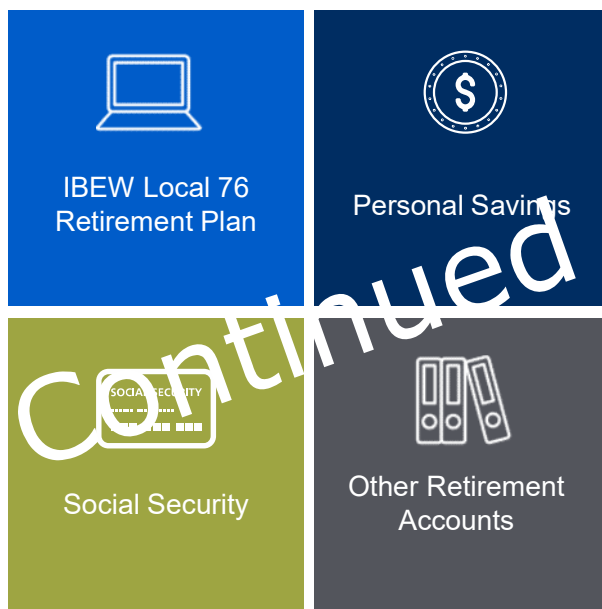 IBEW Local 76
Retirement Plan
$
Personal Savings
Continued
SOCIAL SECURITY
Social Security
Other Retirement
Accounts